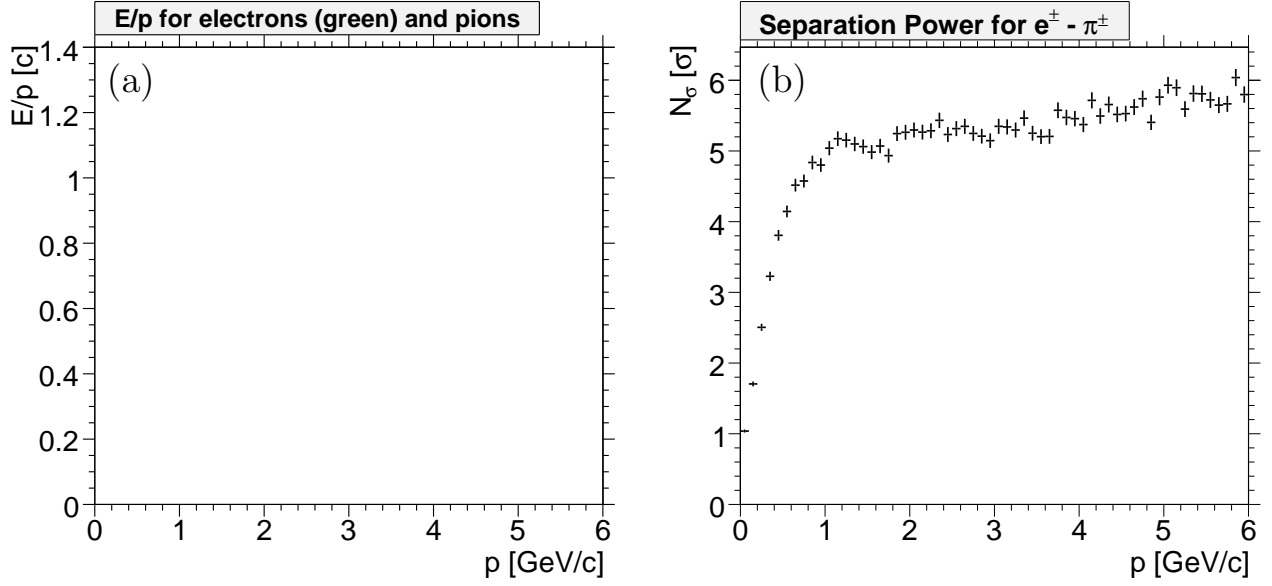 E/p for electrons (green) and pions
E/p [c]
(a)
1.4
1.2
1
0.8
0.6
0.4
0.2
0
0 1 2 3 4 5 6
p [GeV/c]
Separation Power for e± - π±
Nσ [σ]
(b)
6
5
4
3
2
1
0
0 1 2 3 4 5 6
p [GeV/c]